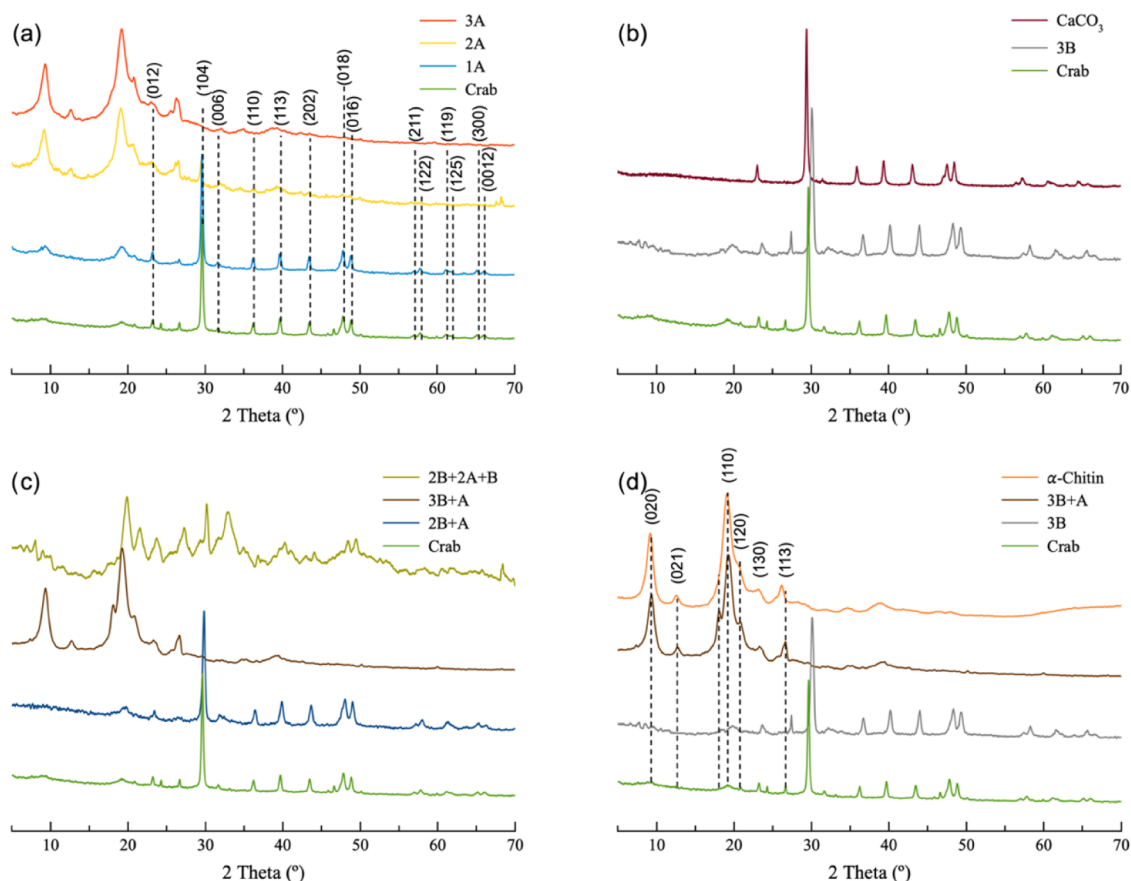 (a)
3A
2A
1A
Crab
(012)
(104)
(006)
(110)
(113)
(202)
(018)
(016)
(211)
(122)
(119)
(125)
(300)
(0012)
10 20 30 40 50 60 70
2 Theta (º)
(b)
CaCO₃
3B
Crab
10 20 30 40 50 60 70
2 Theta (º)
(c)
2B+2A+B
3B+A
2B+A
Crab
10 20 30 40 50 60 70
2 Theta (º)
(d)
α-Chitin
3B+A
3B
Crab
(020)
(021)
(110)
(120)
(130)
(113)
10 20 30 40 50 60 70
2 Theta (º)